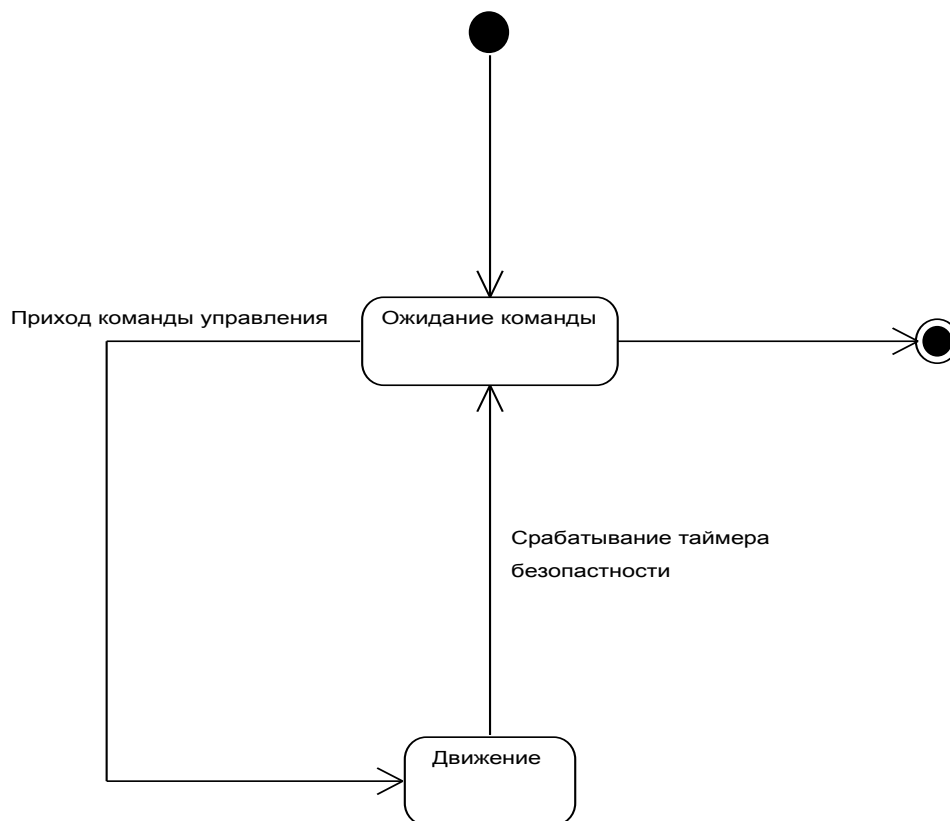 Приход команды управления
Ожидание команды
Срабатывание таймера
безопастности
Движение